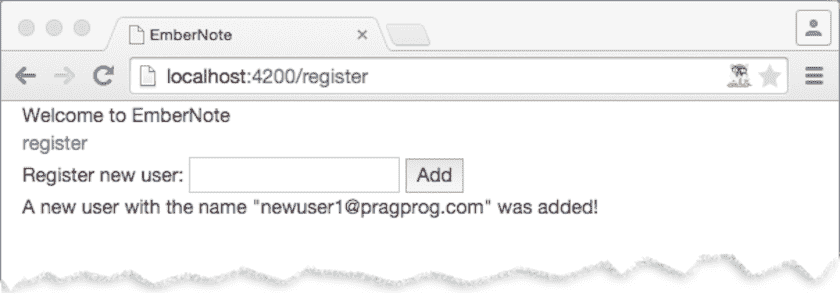 EmberNote
localhost:4200/register
Welcome to EmberNote
register
Register new user: Add
A new user with the name "newuser1@pragprog.com" was added!